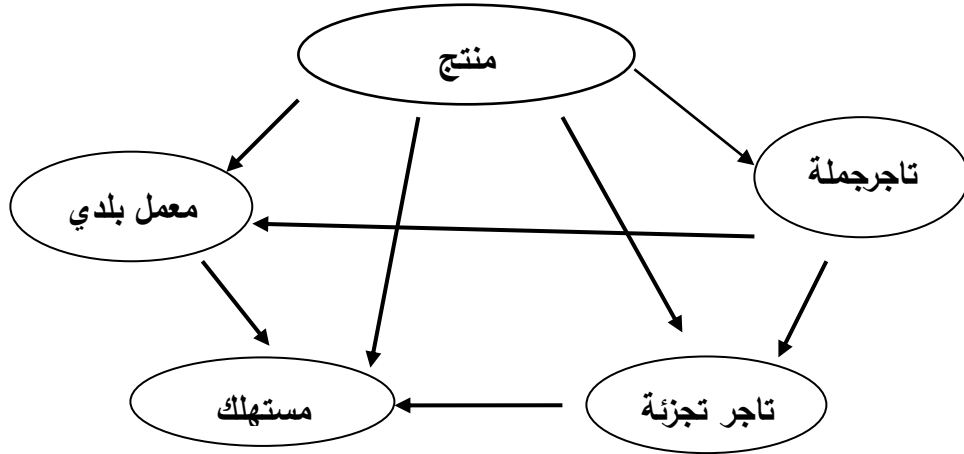 منتج
تاجرجملة
معمل بلدي
تاجر تجزئة
مستهلك